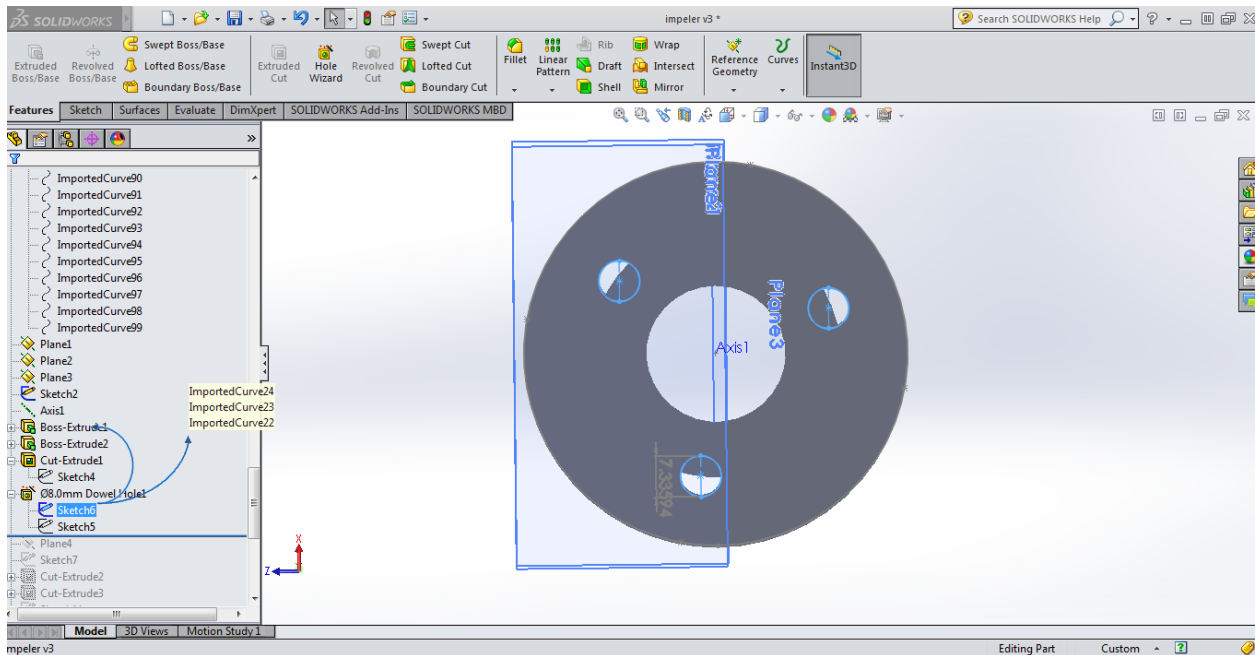 SOLIDWORKS
impeler v3 *
Search SOLIDWORKS Help
Extruded Boss/Base
Revolved Boss/Base
Swept Boss/Base
Lofted Boss/Base
Boundary Boss/Base
Extruded Cut
Hole Wizard
Revolved Cut
Swept Cut
Lofted Cut
Boundary Cut
Fillet
Linear Pattern
Rib
Draft
Shell
Wrap
Intersect
Mirror
Reference Geometry
Curves
Instant3D
Features
Sketch
Surfaces
Evaluate
DimXpert
SOLIDWORKS Add-Ins
SOLIDWORKS MBD
ImportedCurve90
ImportedCurve91
ImportedCurve92
ImportedCurve93
ImportedCurve94
ImportedCurve95
ImportedCurve96
ImportedCurve97
ImportedCurve98
ImportedCurve99
Plane1
Plane2
Plane3
Sketch2
Axis1
Boss-Extrude1
Boss-Extrude2
Cut-Extrude1
Sketch4
Ø8.0mm Dowel Hole1
Sketch6
Sketch5
Plane4
Sketch7
Cut-Extrude2
Cut-Extrude3
ImportedCurve24
ImportedCurve23
ImportedCurve22
Plane3
Axis1
7.33594
X
Z
Model
3D Views
Motion Study 1
mpeler v3
Editing Part
Custom